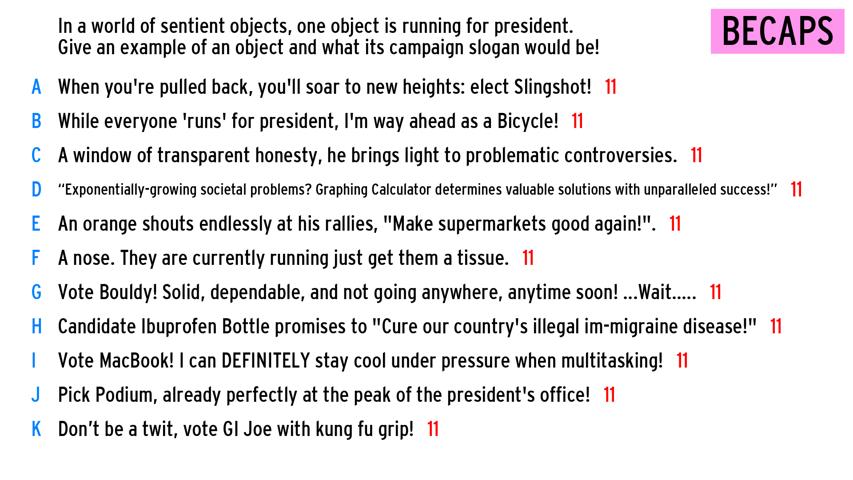 In a world of sentient objects, one object is running for president.
Give an example of an object and what its campaign slogan would be!
BECAPS
A When you're pulled back, you'll soar to new heights: elect Slingshot! 11
B While everyone 'runs' for president, I'm way ahead as a Bicycle! 11
C A window of transparent honesty, he brings light to problematic controversies. 11
D “Exponentially-growing societal problems? Graphing Calculator determines valuable solutions with unparalleled success!” 11
E An orange shouts endlessly at his rallies, "Make supermarkets good again!". 11
F A nose. They are currently running just get them a tissue. 11
G Vote Bouldy! Solid, dependable, and not going anywhere, anytime soon! ...Wait..... 11
H Candidate Ibuprofen Bottle promises to "Cure our country's illegal im-migraine disease!" 11
I Vote MacBook! I can DEFINITELY stay cool under pressure when multitasking! 11
J Pick Podium, already perfectly at the peak of the president's office! 11
K Don’t be a twit, vote GI Joe with kung fu grip! 11